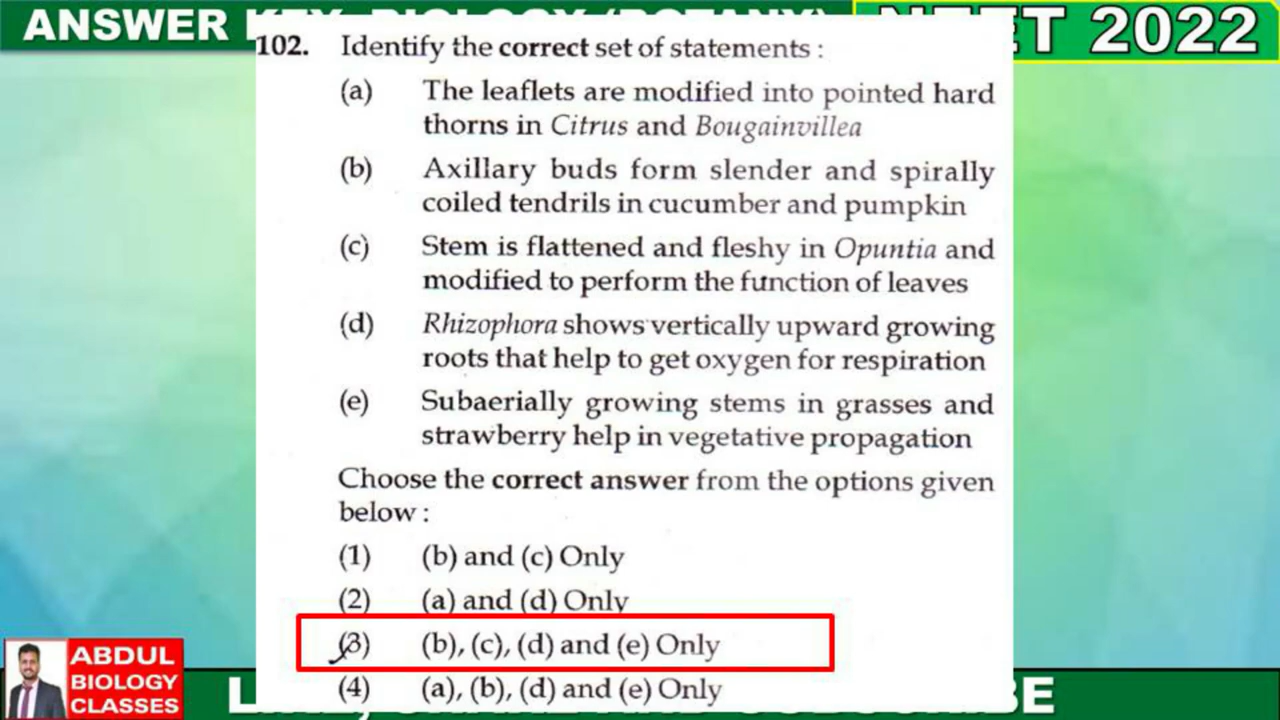 ANSWER KEY, BIOLOGY (BOTANY)
T 2022
102. Identify the correct set of statements :
(a) The leaflets are modified into pointed hard
thorns in Citrus and Bougainvillea
(b) Axillary buds form slender and spirally
coiled tendrils in cucumber and pumpkin
(c) Stem is flattened and fleshy in Opuntia and
modified to perform the function of leaves
(d) Rhizophora shows vertically upward growing
roots that help to get oxygen for respiration
(e) Subaerially growing stems in grasses and
strawberry help in vegetative propagation
Choose the correct answer from the options given
below :
(1) (b) and (c) Only
(2) (a) and (d) Only
(3) (b), (c), (d) and (e) Only
(4) (a), (b), (d) and (e) Only
ABDUL
BIOLOGY
CLASSES